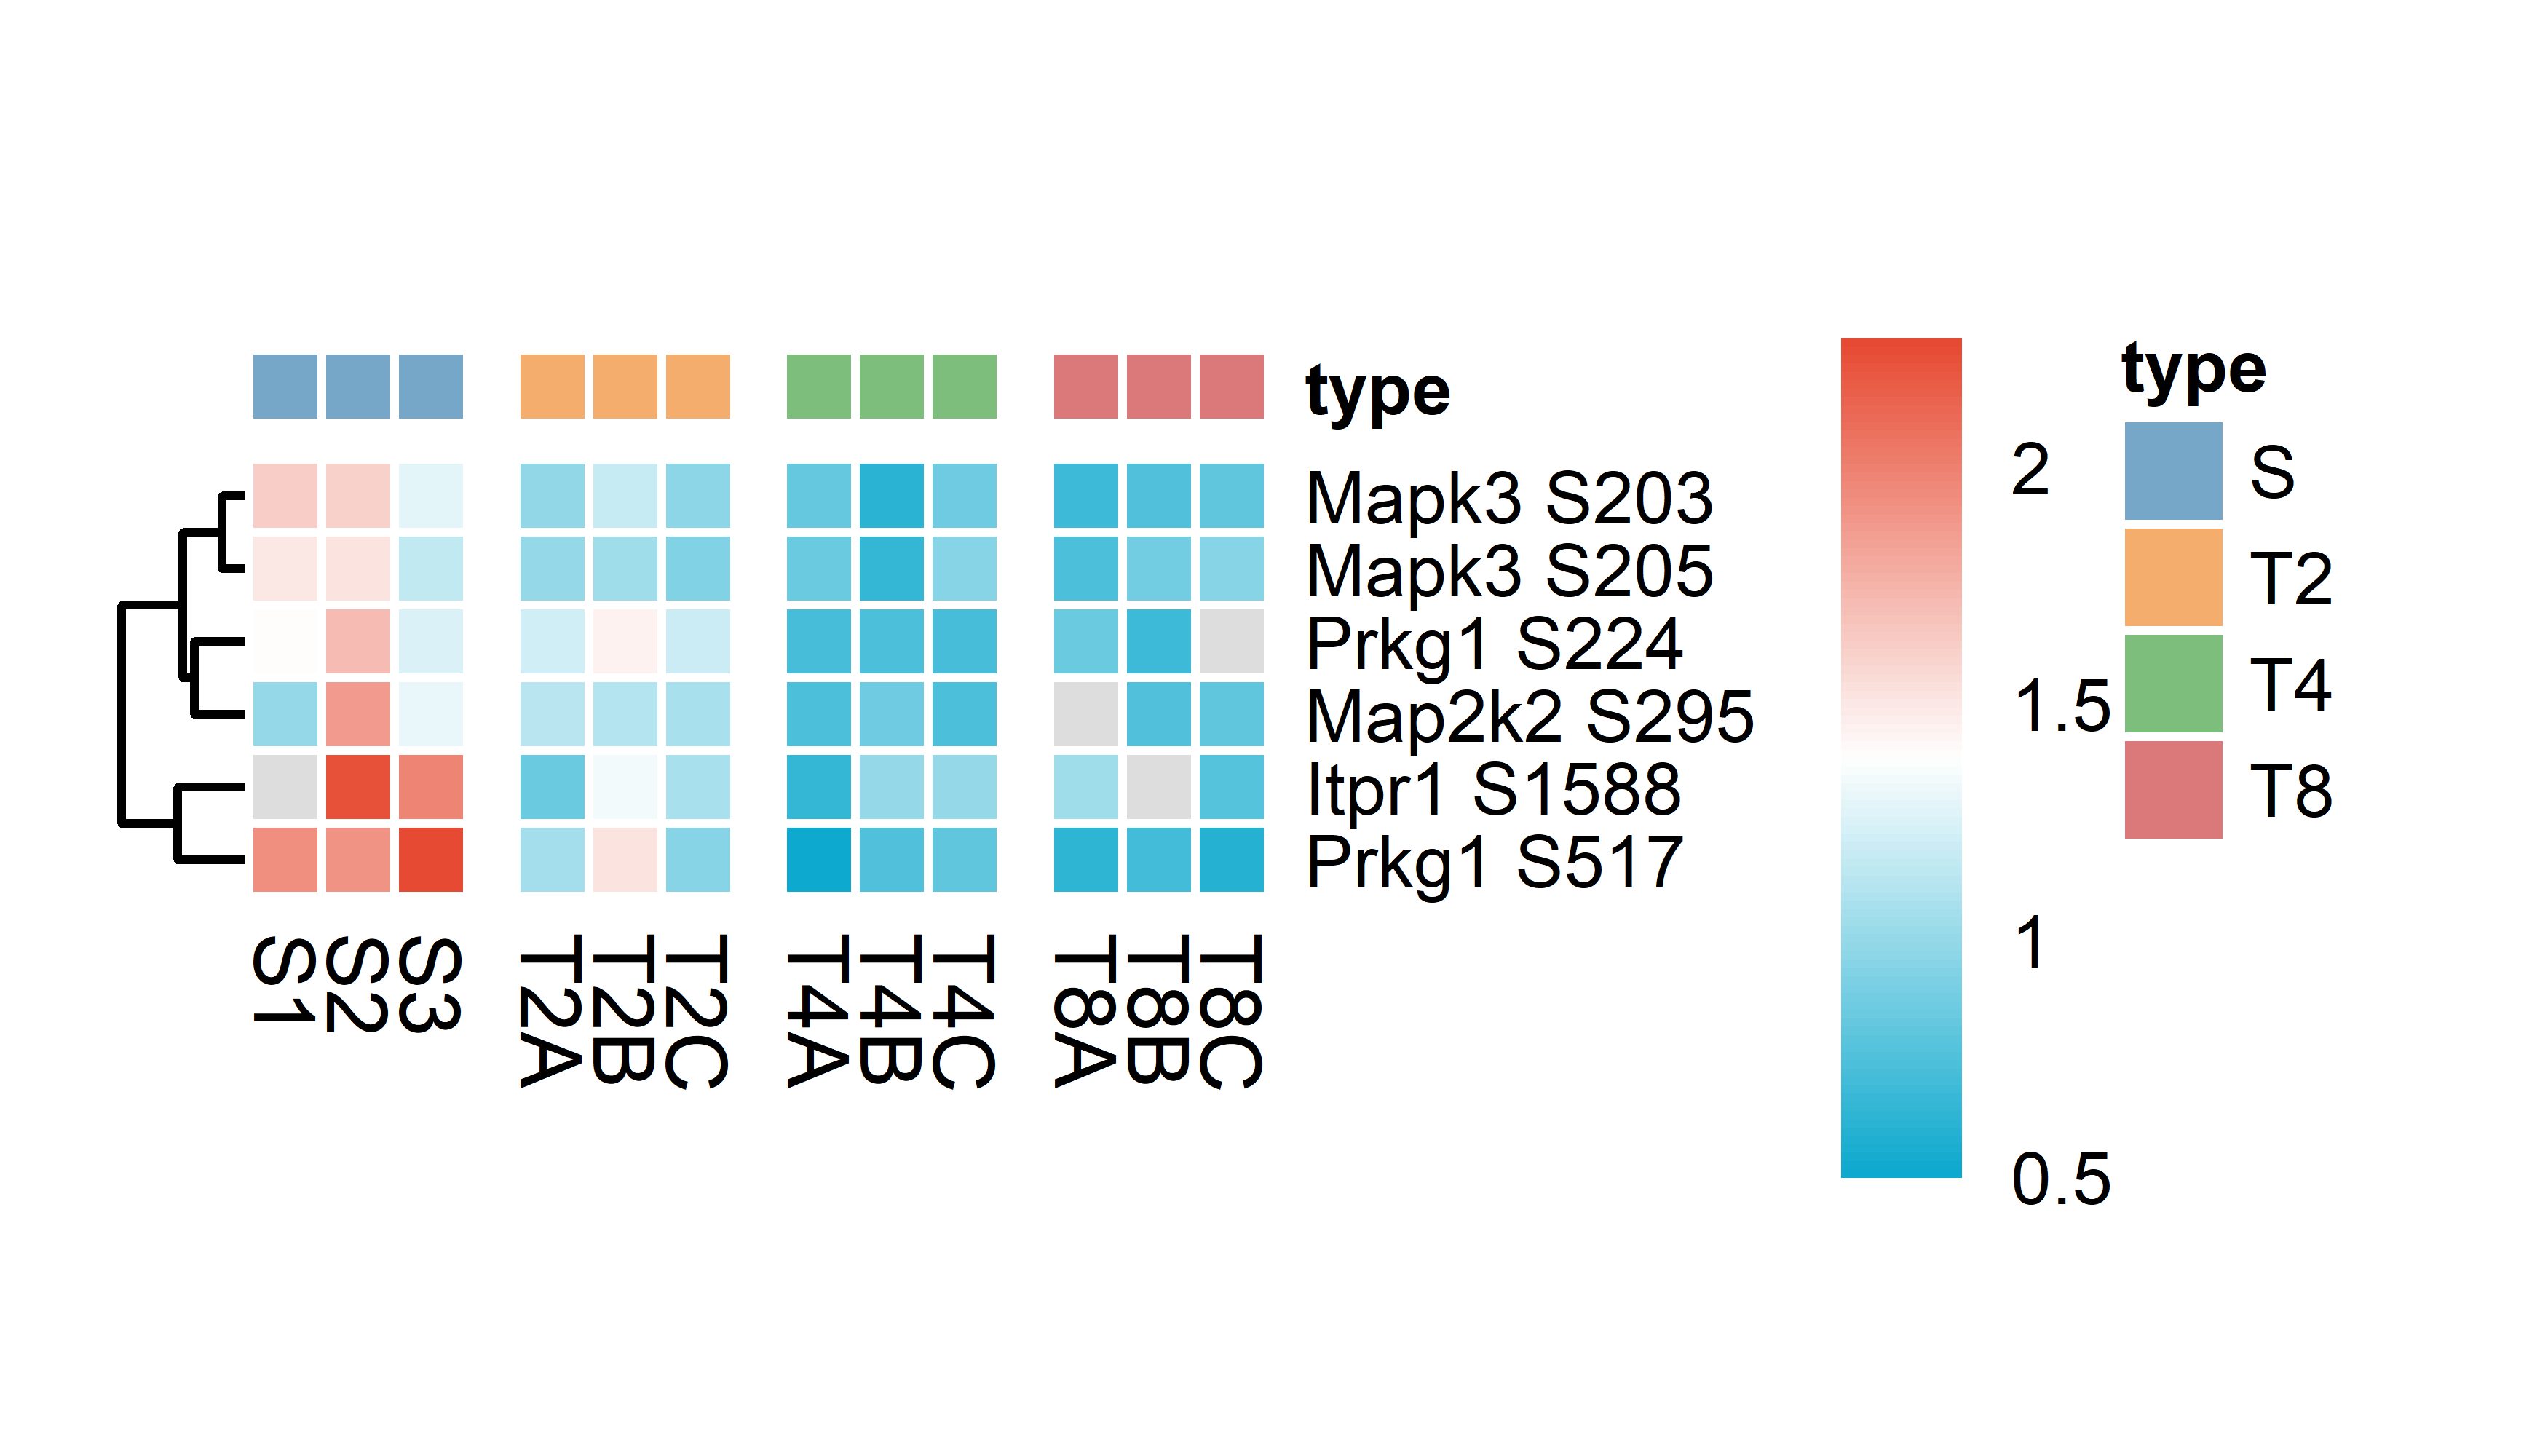 type
Mapk3 S203
Mapk3 S205
Prkg1 S224
Map2k2 S295
Itpr1 S1588
Prkg1 S517
S1
S2
S3
T2A
T2B
T2C
T4A
T4B
T4C
T8A
T8B
T8C
2
1.5
1
0.5
type
S
T2
T4
T8